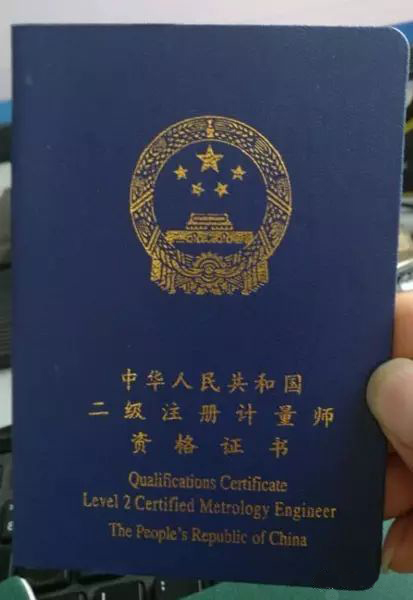 中华人民共和国
二级注册计量师
资格证书
Qualifications Certificate
Level 2 Certified Metrology Engineer
The People's Republic of China